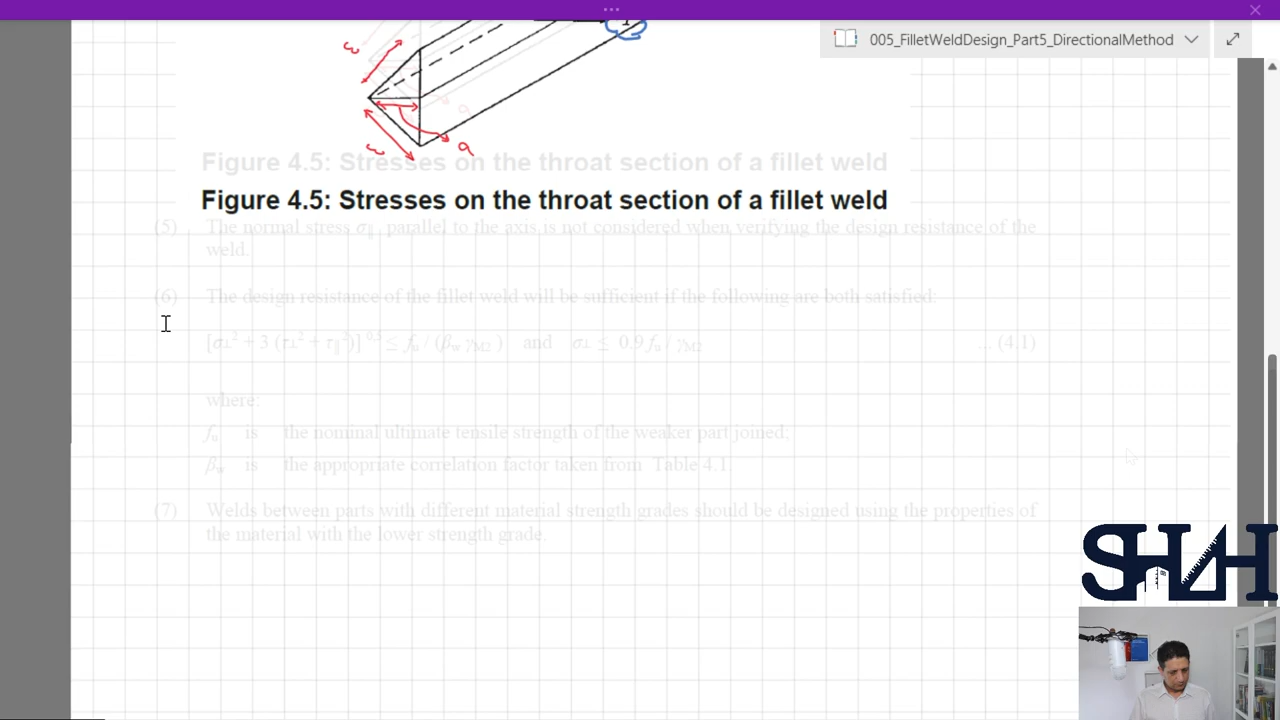 005_FilletWeldDesign_Part5_DirectionalMethod
ω
a
ω
a
Figure 4.5: Stresses on the throat section of a fillet weld
Figure 4.5: Stresses on the throat section of a fillet weld
(5) The normal stress σ∥ parallel to the axis is not considered when verifying the design resistance of the
weld.
(6) The design resistance of the fillet weld will be sufficient if the following are both satisfied:
[σ⊥² + 3 (τ⊥² + τ∥²)] 0,5 ≤ fu / (βw γM2 ) and σ⊥ ≤ 0.9 fu / γM2 ... (4.1)
where:
fu is the nominal ultimate tensile strength of the weaker part joined;
βw is the appropriate correlation factor taken from Table 4.1.
(7) Welds between parts with different material strength grades should be designed using the properties of
the material with the lower strength grade.
SHZH